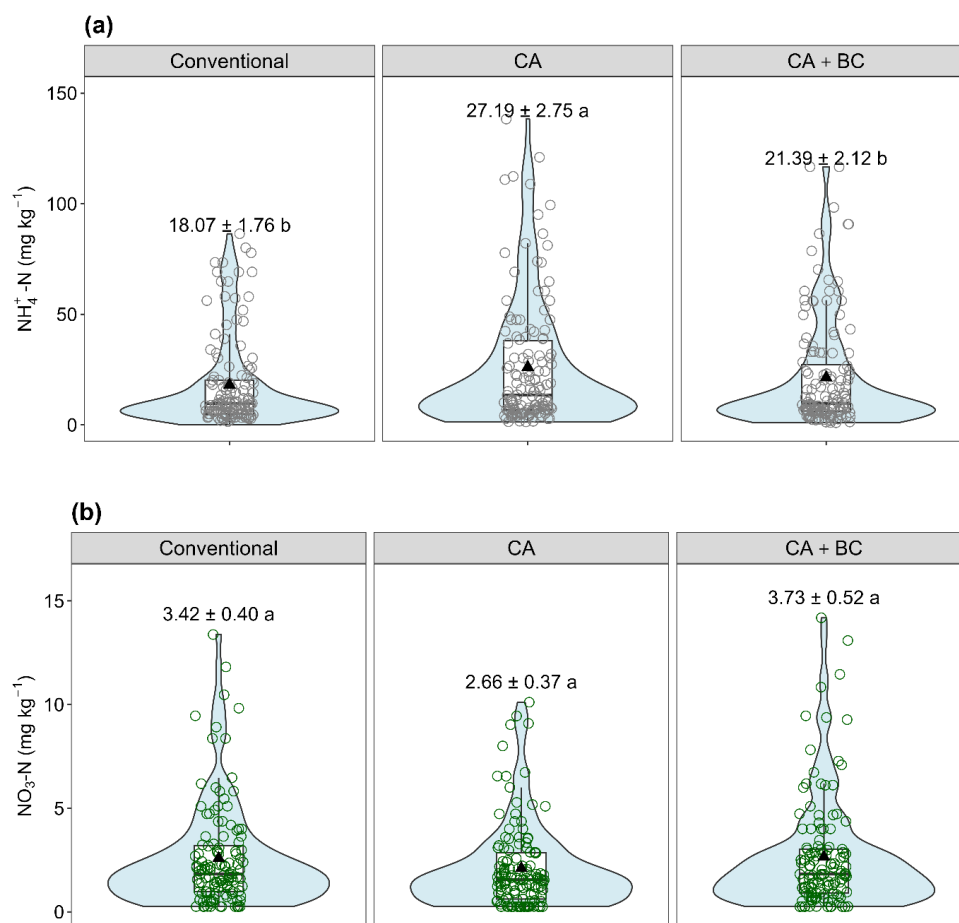 (a)
Conventional CA CA + BC
150
27.19 ± 2.75 a
21.39 ± 2.12 b
100
18.07 ± 1.76 b
50
0
NH₄⁺ -N (mg kg⁻¹)
(b)
Conventional CA CA + BC
15
3.42 ± 0.40 a
3.73 ± 0.52 a
2.66 ± 0.37 a
10
5
0
NO₃-N (mg kg⁻¹)